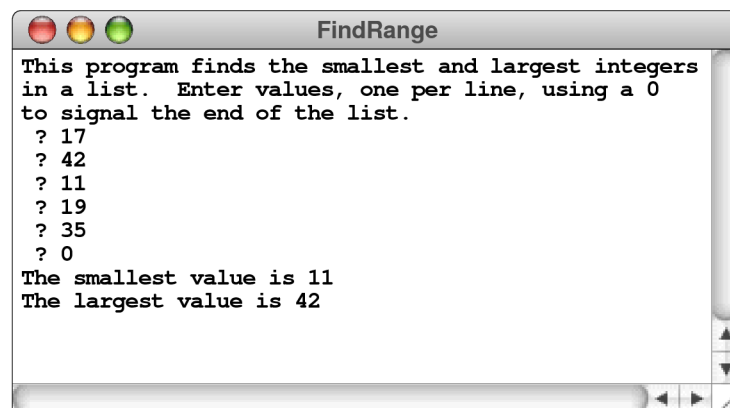 FindRange
This program finds the smallest and largest integers
in a list.  Enter values, one per line, using a 0
to signal the end of the list.
 ? 17
 ? 42
 ? 11
 ? 19
 ? 35
 ? 0
The smallest value is 11
The largest value is 42